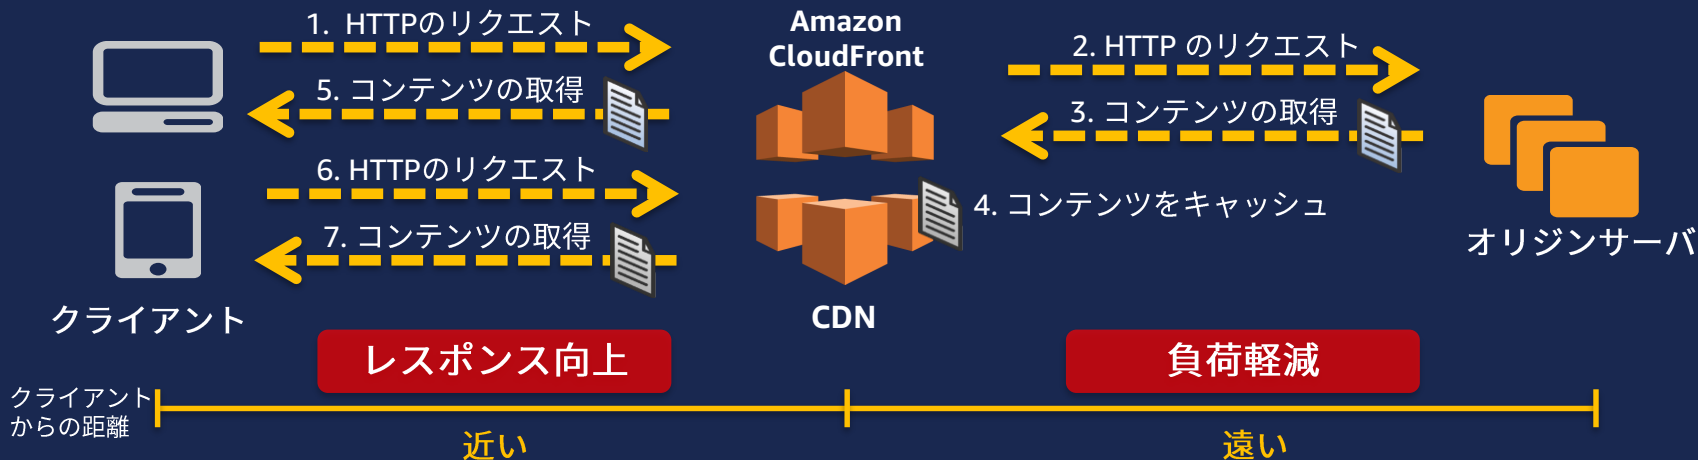 1. HTTPのリクエスト
Amazon
CloudFront
2. HTTP のリクエスト
5. コンテンツの取得
3. コンテンツの取得
6. HTTPのリクエスト
4. コンテンツをキャッシュ
7. コンテンツの取得
オリジンサーバ
クライアント
CDN
レスポンス向上
負荷軽減
クライアント
からの距離
近い
遠い